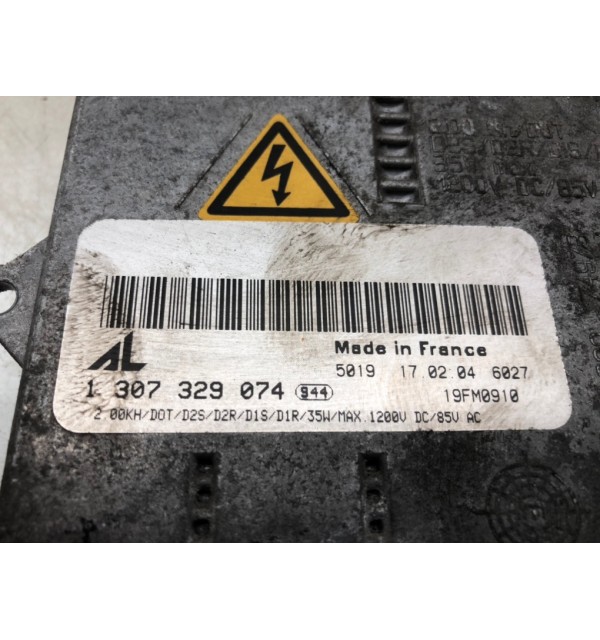 AL
Made in France
5019 17.02.04 6027
1 307 329 074 944
19FM0910
2.00KH/DOT/D2S/D2R/D1S/D1R/35W/MAX.1200V DC/85V AC